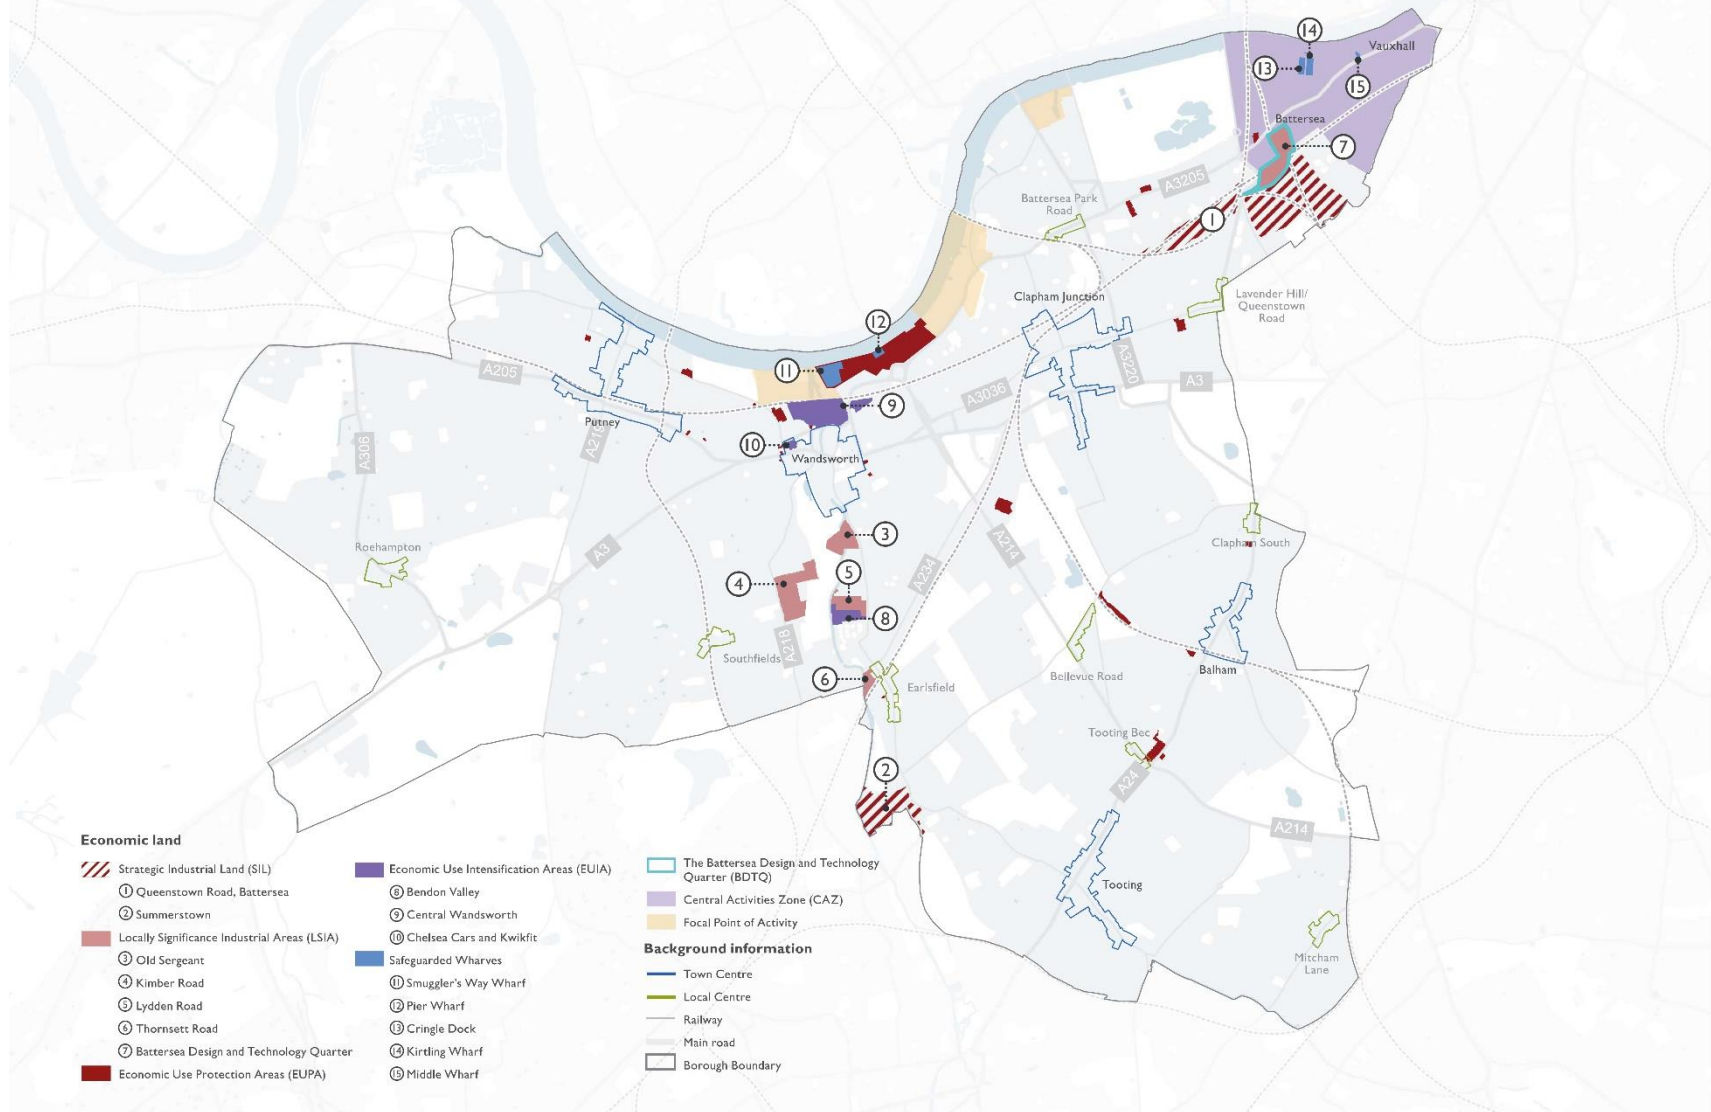 14
Vauxhall
13
15
Battersea
7
A3205
Battersea Park
Road
1
Clapham Junction
Lavender Hill/
Queenstown
Road
12
A205
11
A3220
A3
A3036
9
Putney
A219
A306
10
Wandsworth
3
Clapham South
A3
Roehampton
A214
5
4
A234
8
Southfields
A218
6
Earlsfield
Bellevue Road
Balham
Tooting Bec
2
A24
A214
Tooting
Mitcham
Lane
Economic land
Strategic Industrial Land (SIL)
1 Queenstown Road, Battersea
2 Summerstown
Locally Significance Industrial Areas (LSIA)
3 Old Sergeant
4 Kimber Road
5 Lydden Road
6 Thornsett Road
7 Battersea Design and Technology Quarter
Economic Use Protection Areas (EUPA)
Economic Use Intensification Areas (EUIA)
8 Bendon Valley
9 Central Wandsworth
10 Chelsea Cars and Kwikfit
Safeguarded Wharves
11 Smuggler's Way Wharf
12 Pier Wharf
13 Cringle Dock
14 Kirtling Wharf
15 Middle Wharf
The Battersea Design and Technology
Quarter (BDTQ)
Central Activities Zone (CAZ)
Focal Point of Activity
Background information
Town Centre
Local Centre
Railway
Main road
Borough Boundary